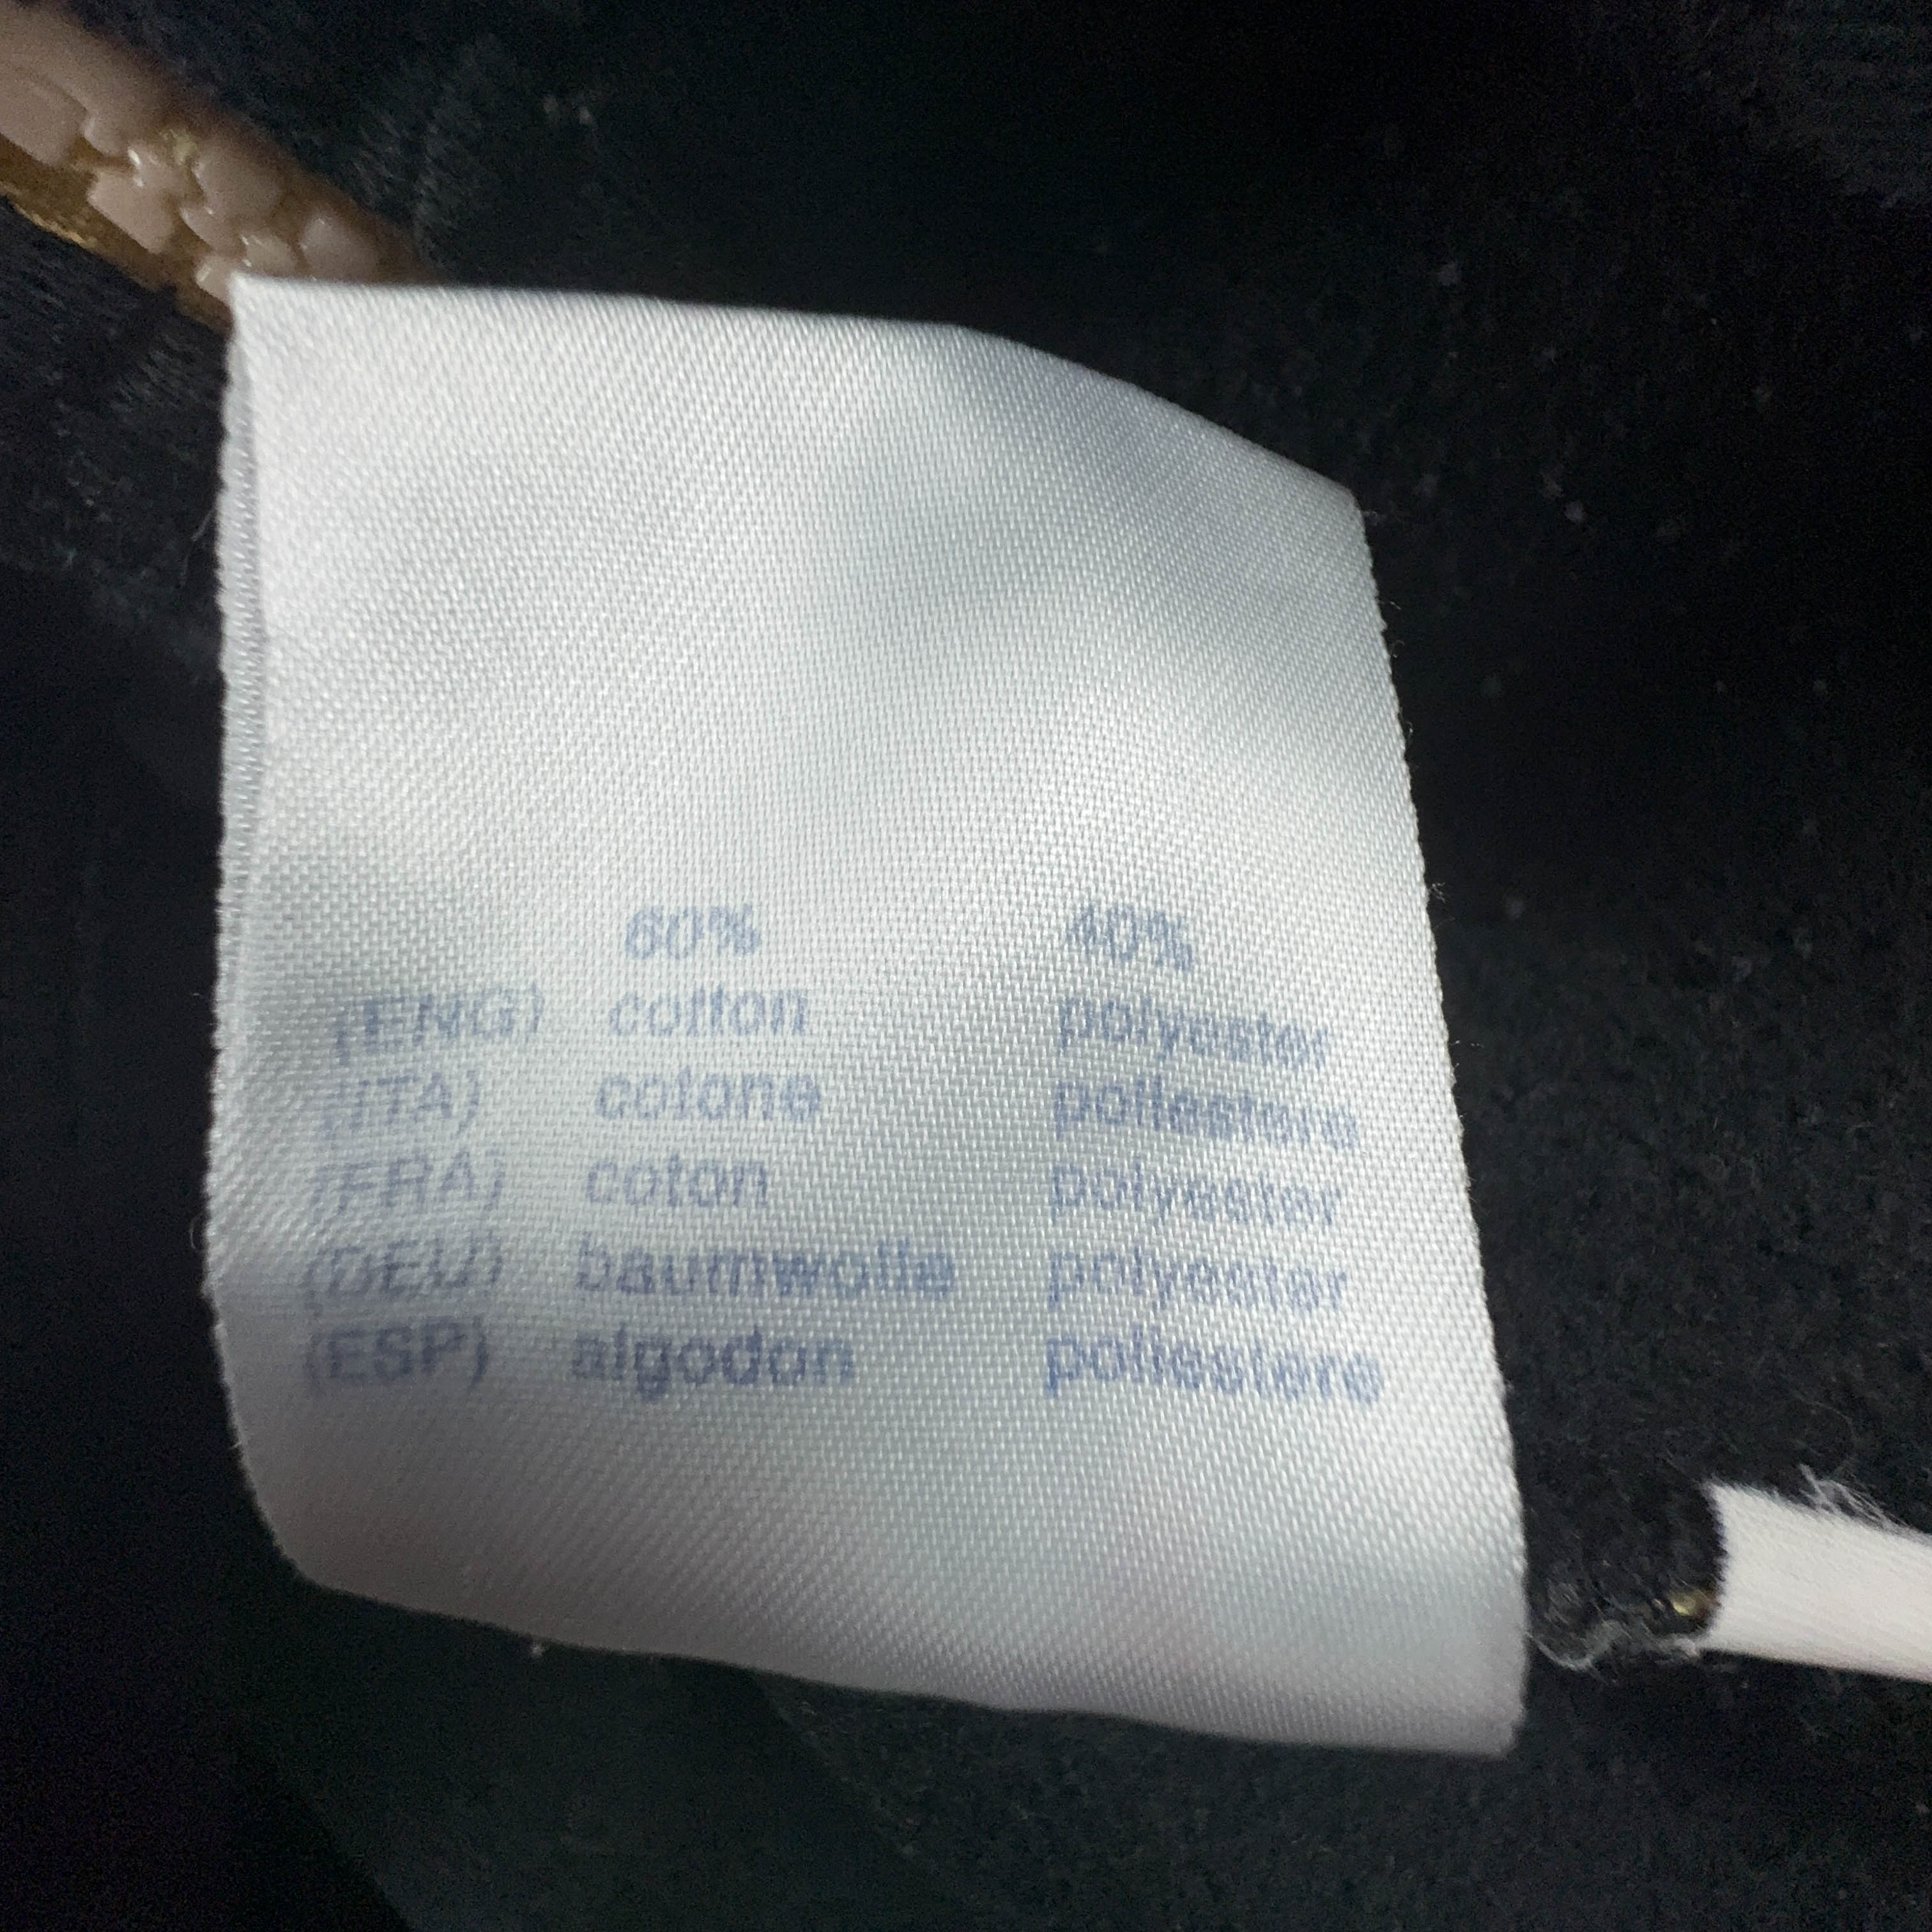 60% 40%
(ENG) cotton polyester
(ITA) cotone poliestere
(FRA) coton polyester
(DEU) baumwolle polyester
(ESP) algodon poliestere